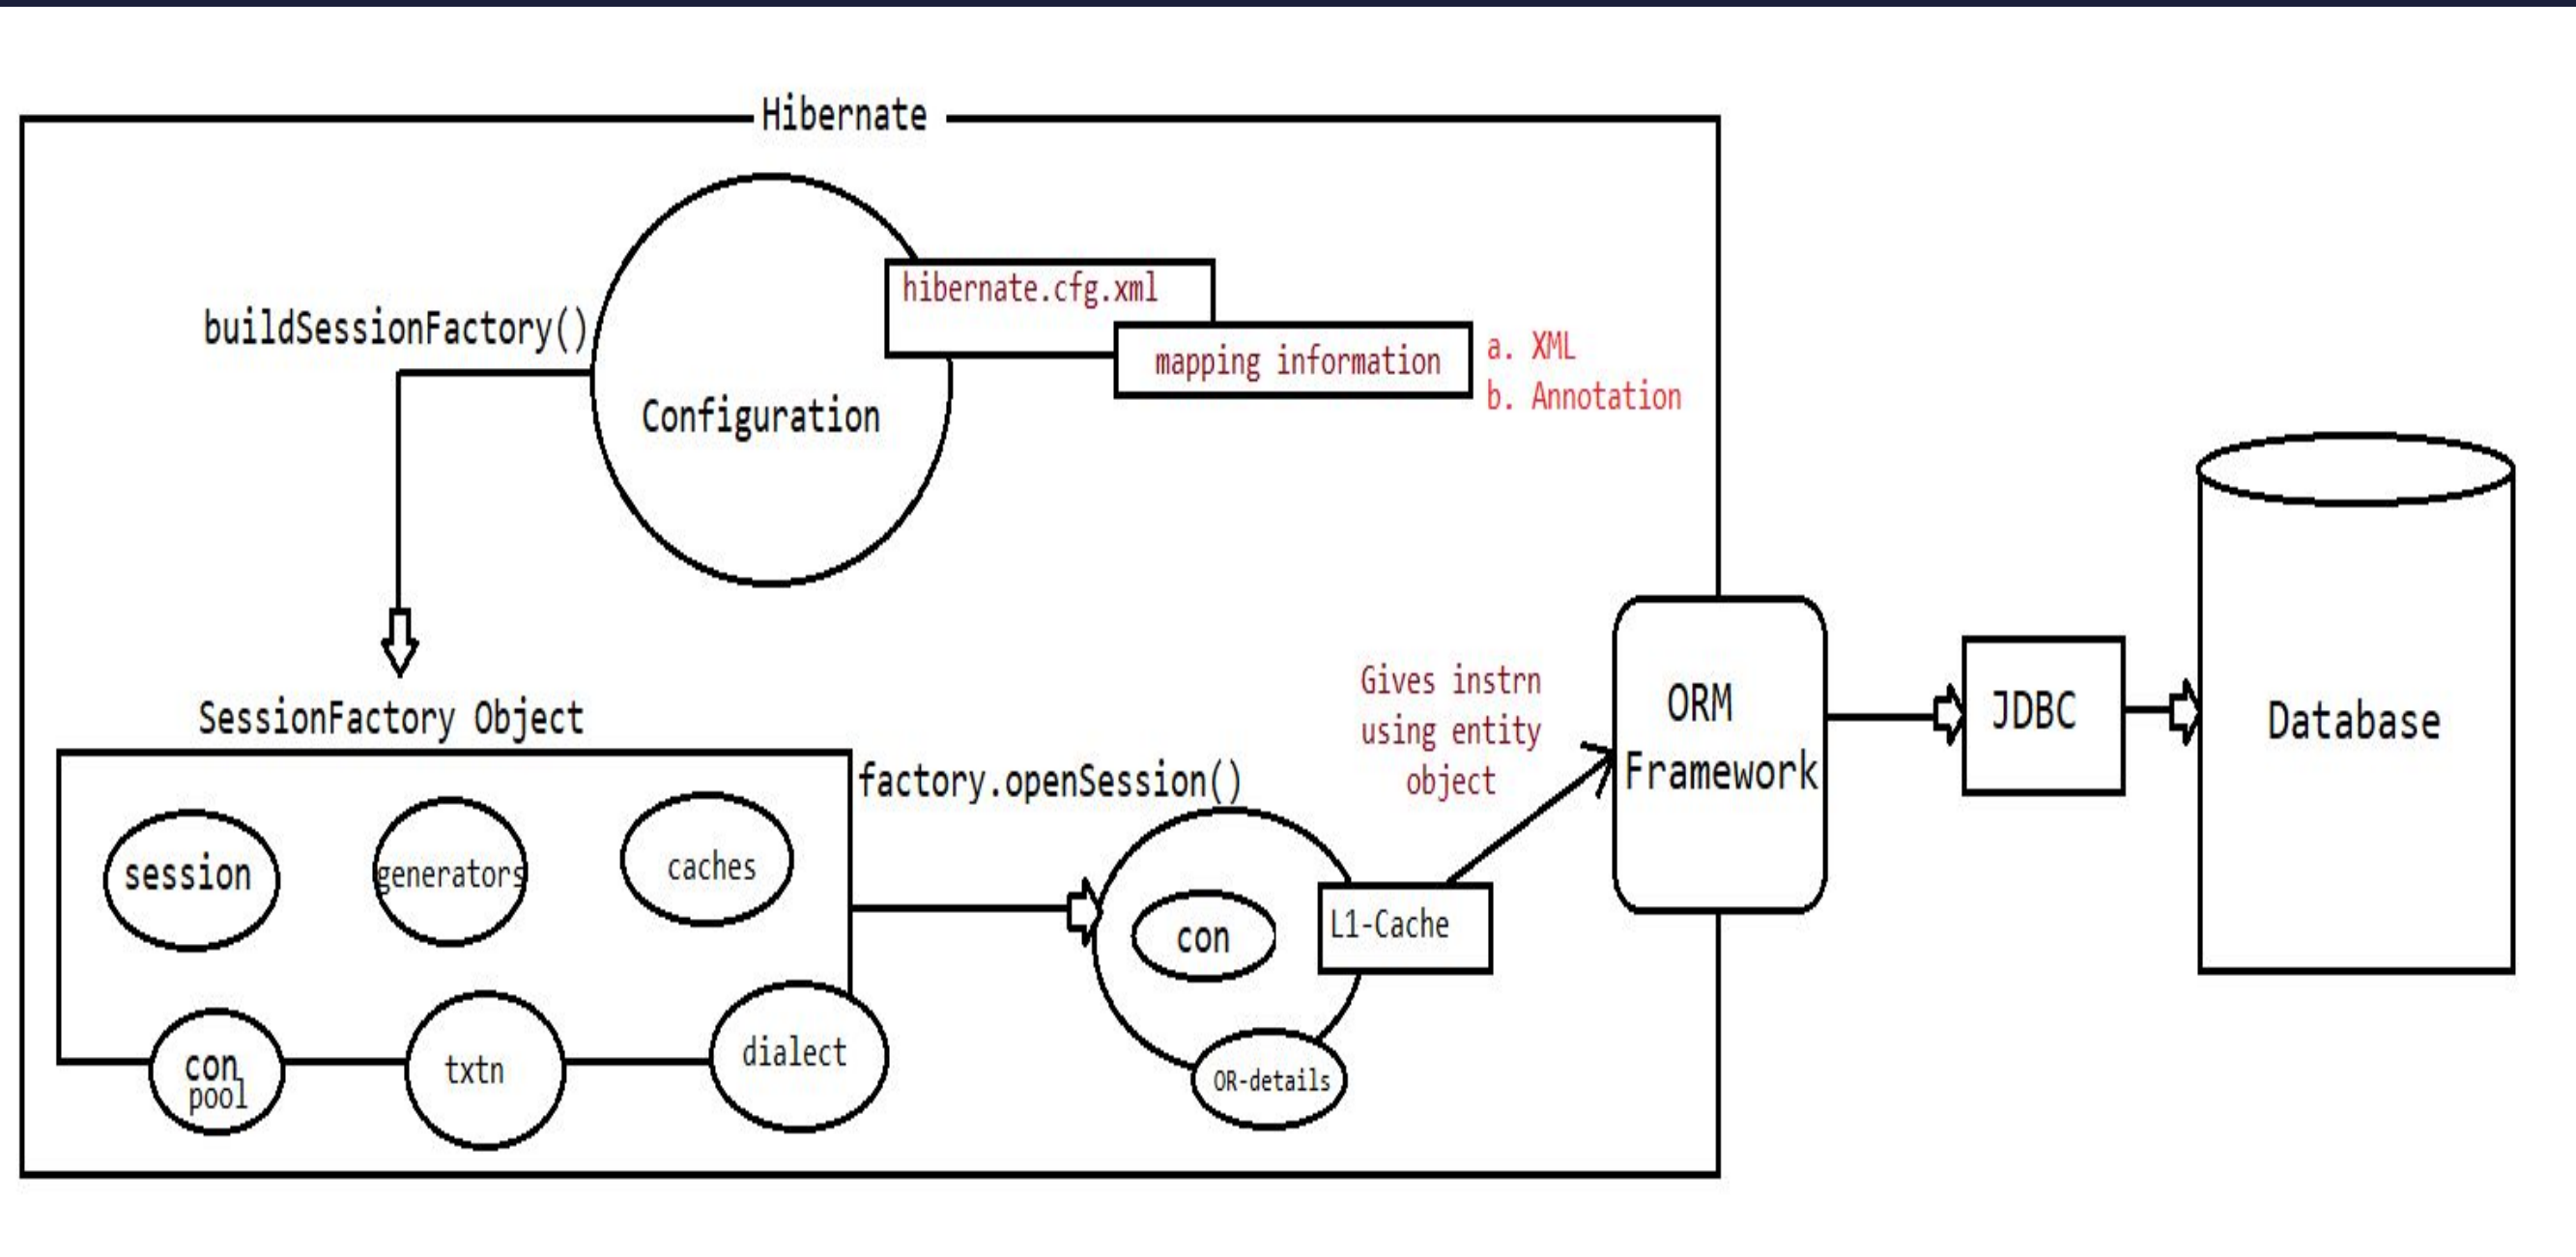 Hibernate
hibernate.cfg.xml
buildSessionFactory()
mapping information
a. XML
b. Annotation
Configuration
SessionFactory Object
factory.openSession()
Gives instrn
using entity
object
ORM
Framework
JDBC
Database
session
generators
caches
con
L1-Cache
con
pool
txtn
dialect
OR-details